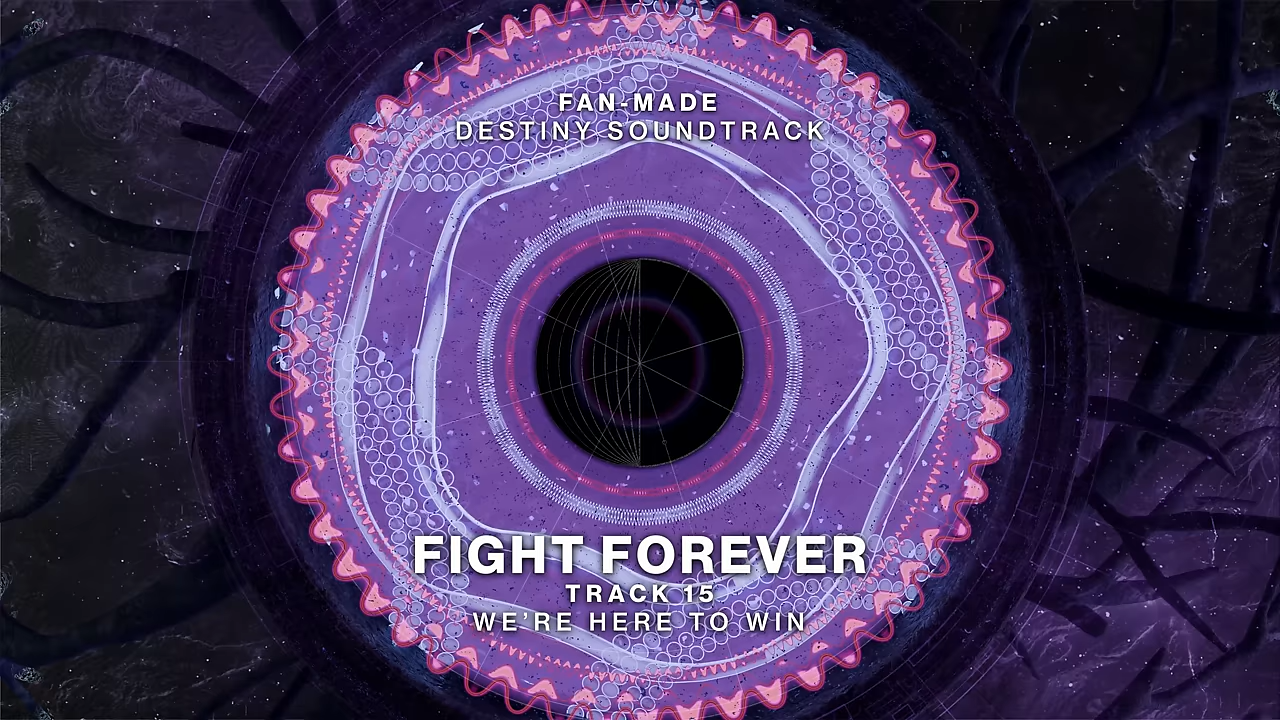 FAN-MADE
DESTINY SOUNDTRACK
FIGHT FOREVER
TRACK 15
WE'RE HERE TO WIN